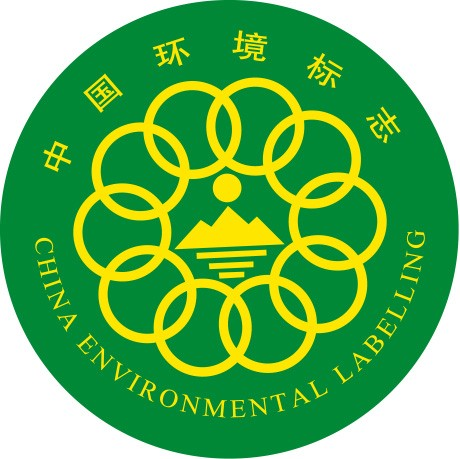 中国环境标志
CHINA ENVIRONMENTAL LABELLING